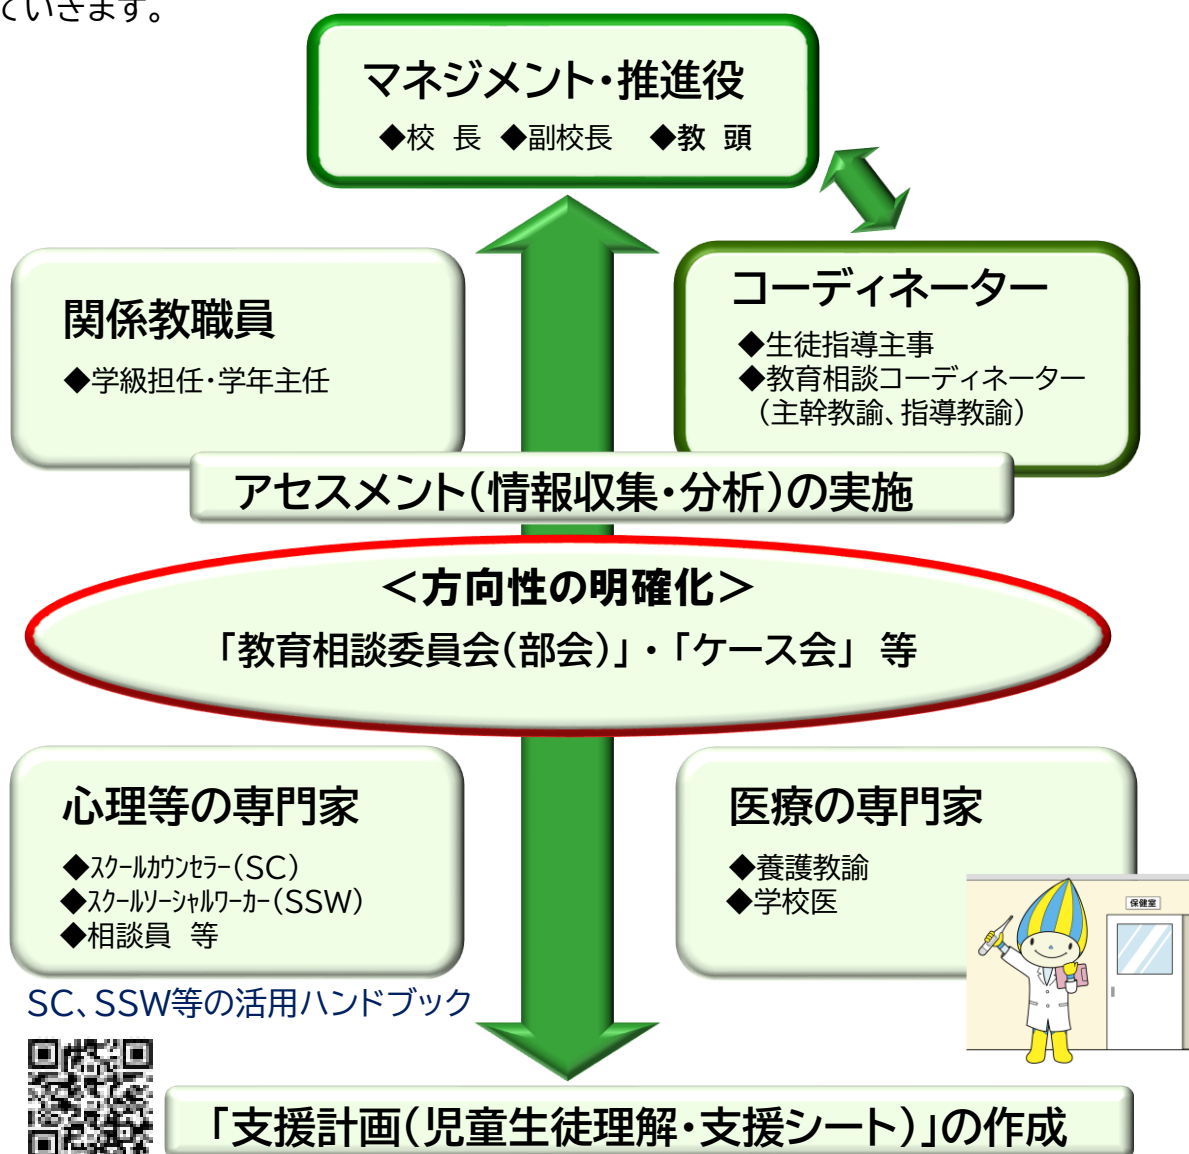 ていきます。
マネジメント・推進役
◆校 長 ◆副校長 ◆教 頭
関係教職員
◆学級担任・学年主任
コーディネーター
◆生徒指導主事
◆教育相談コーディネーター
(主幹教諭、指導教諭)
アセスメント(情報収集・分析)の実施
＜方向性の明確化＞
「教育相談委員会(部会)」・「ケース会」 等
心理等の専門家
◆ｽｸｰﾙｶｳﾝｾﾗｰ(SC)
◆ｽｸｰﾙｿｰｼｬﾙﾜｰｶｰ(SSW)
◆相談員 等
医療の専門家
◆養護教諭
◆学校医
保健室
SC、SSW等の活用ハンドブック
「支援計画(児童生徒理解・支援シート)」の作成